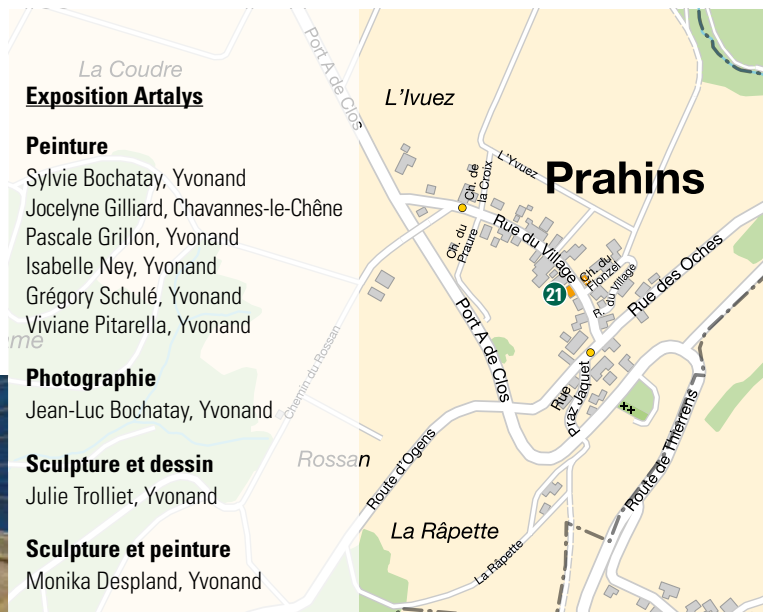 La Coudre
Exposition Artalys
Peinture
Sylvie Bochatay, Yvonand
Jocelyne Gilliard, Chavannes-le-Chêne
Pascale Grillon, Yvonand
Isabelle Ney, Yvonand
Grégory Schulé, Yvonand
Viviane Pitarella, Yvonand
Photographie
Jean-Luc Bochatay, Yvonand
Sculpture et dessin
Julie Trolliet, Yvonand
Sculpture et peinture
Monika Despland, Yvonand
Port A de Clos
L'Ivuez
L'Yvuez
Prahins
Ch. de
la Croix
Rue du Village
Ch. du
Praure
Ch. du
Flonzel
R. du Village
21
Rue des Oches
Port A de Clos
Rue
Praz Jaquet
Chemin du Rossan
Rossan
Route d'Ogens
Route de Thierrens
La Râpette
La Râpette